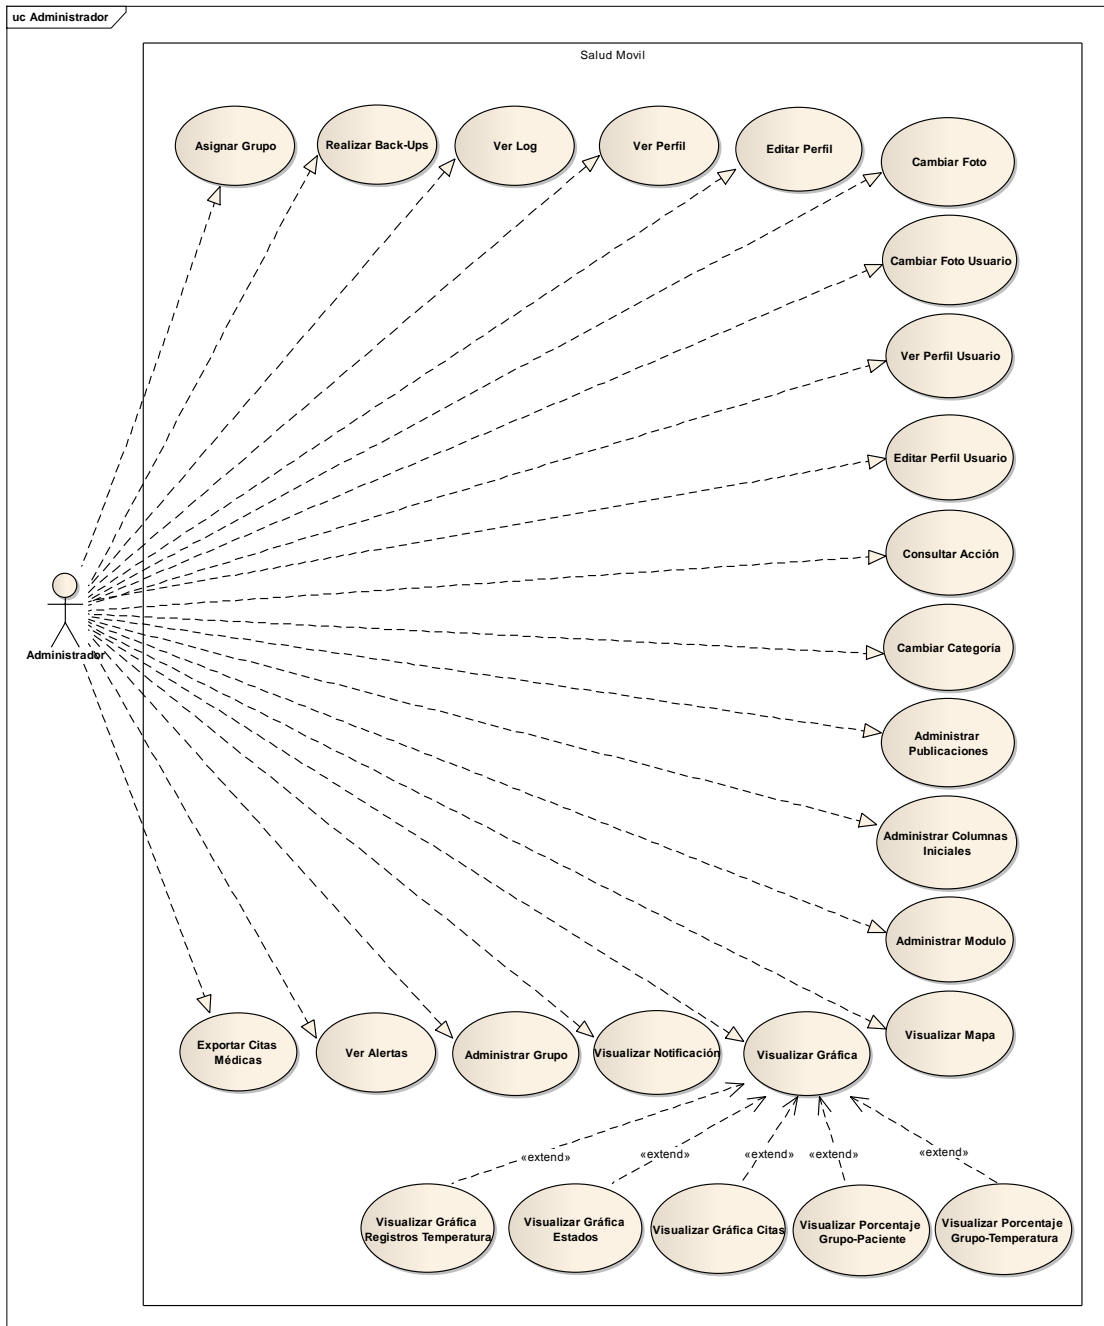 uc Administrador
Salud Movil
Asignar Grupo
Realizar Back-Ups
Ver Log
Ver Perfil
Editar Perfil
Cambiar Foto
Cambiar Foto Usuario
Ver Perfil Usuario
Editar Perfil Usuario
Consultar Acción
Administrador
Cambiar Categoría
Administrar
Publicaciones
Administrar Columnas
Iniciales
Administrar Modulo
Visualizar Mapa
Exportar Citas
Médicas
Ver Alertas
Administrar Grupo
Visualizar Notificación
Visualizar Gráfica
«extend»
«extend»
«extend»
«extend»
«extend»
Visualizar Gráfica
Registros Temperatura
Visualizar Gráfica
Estados
Visualizar Gráfica Citas
Visualizar Porcentaje
Grupo-Paciente
Visualizar Porcentaje
Grupo-Temperatura